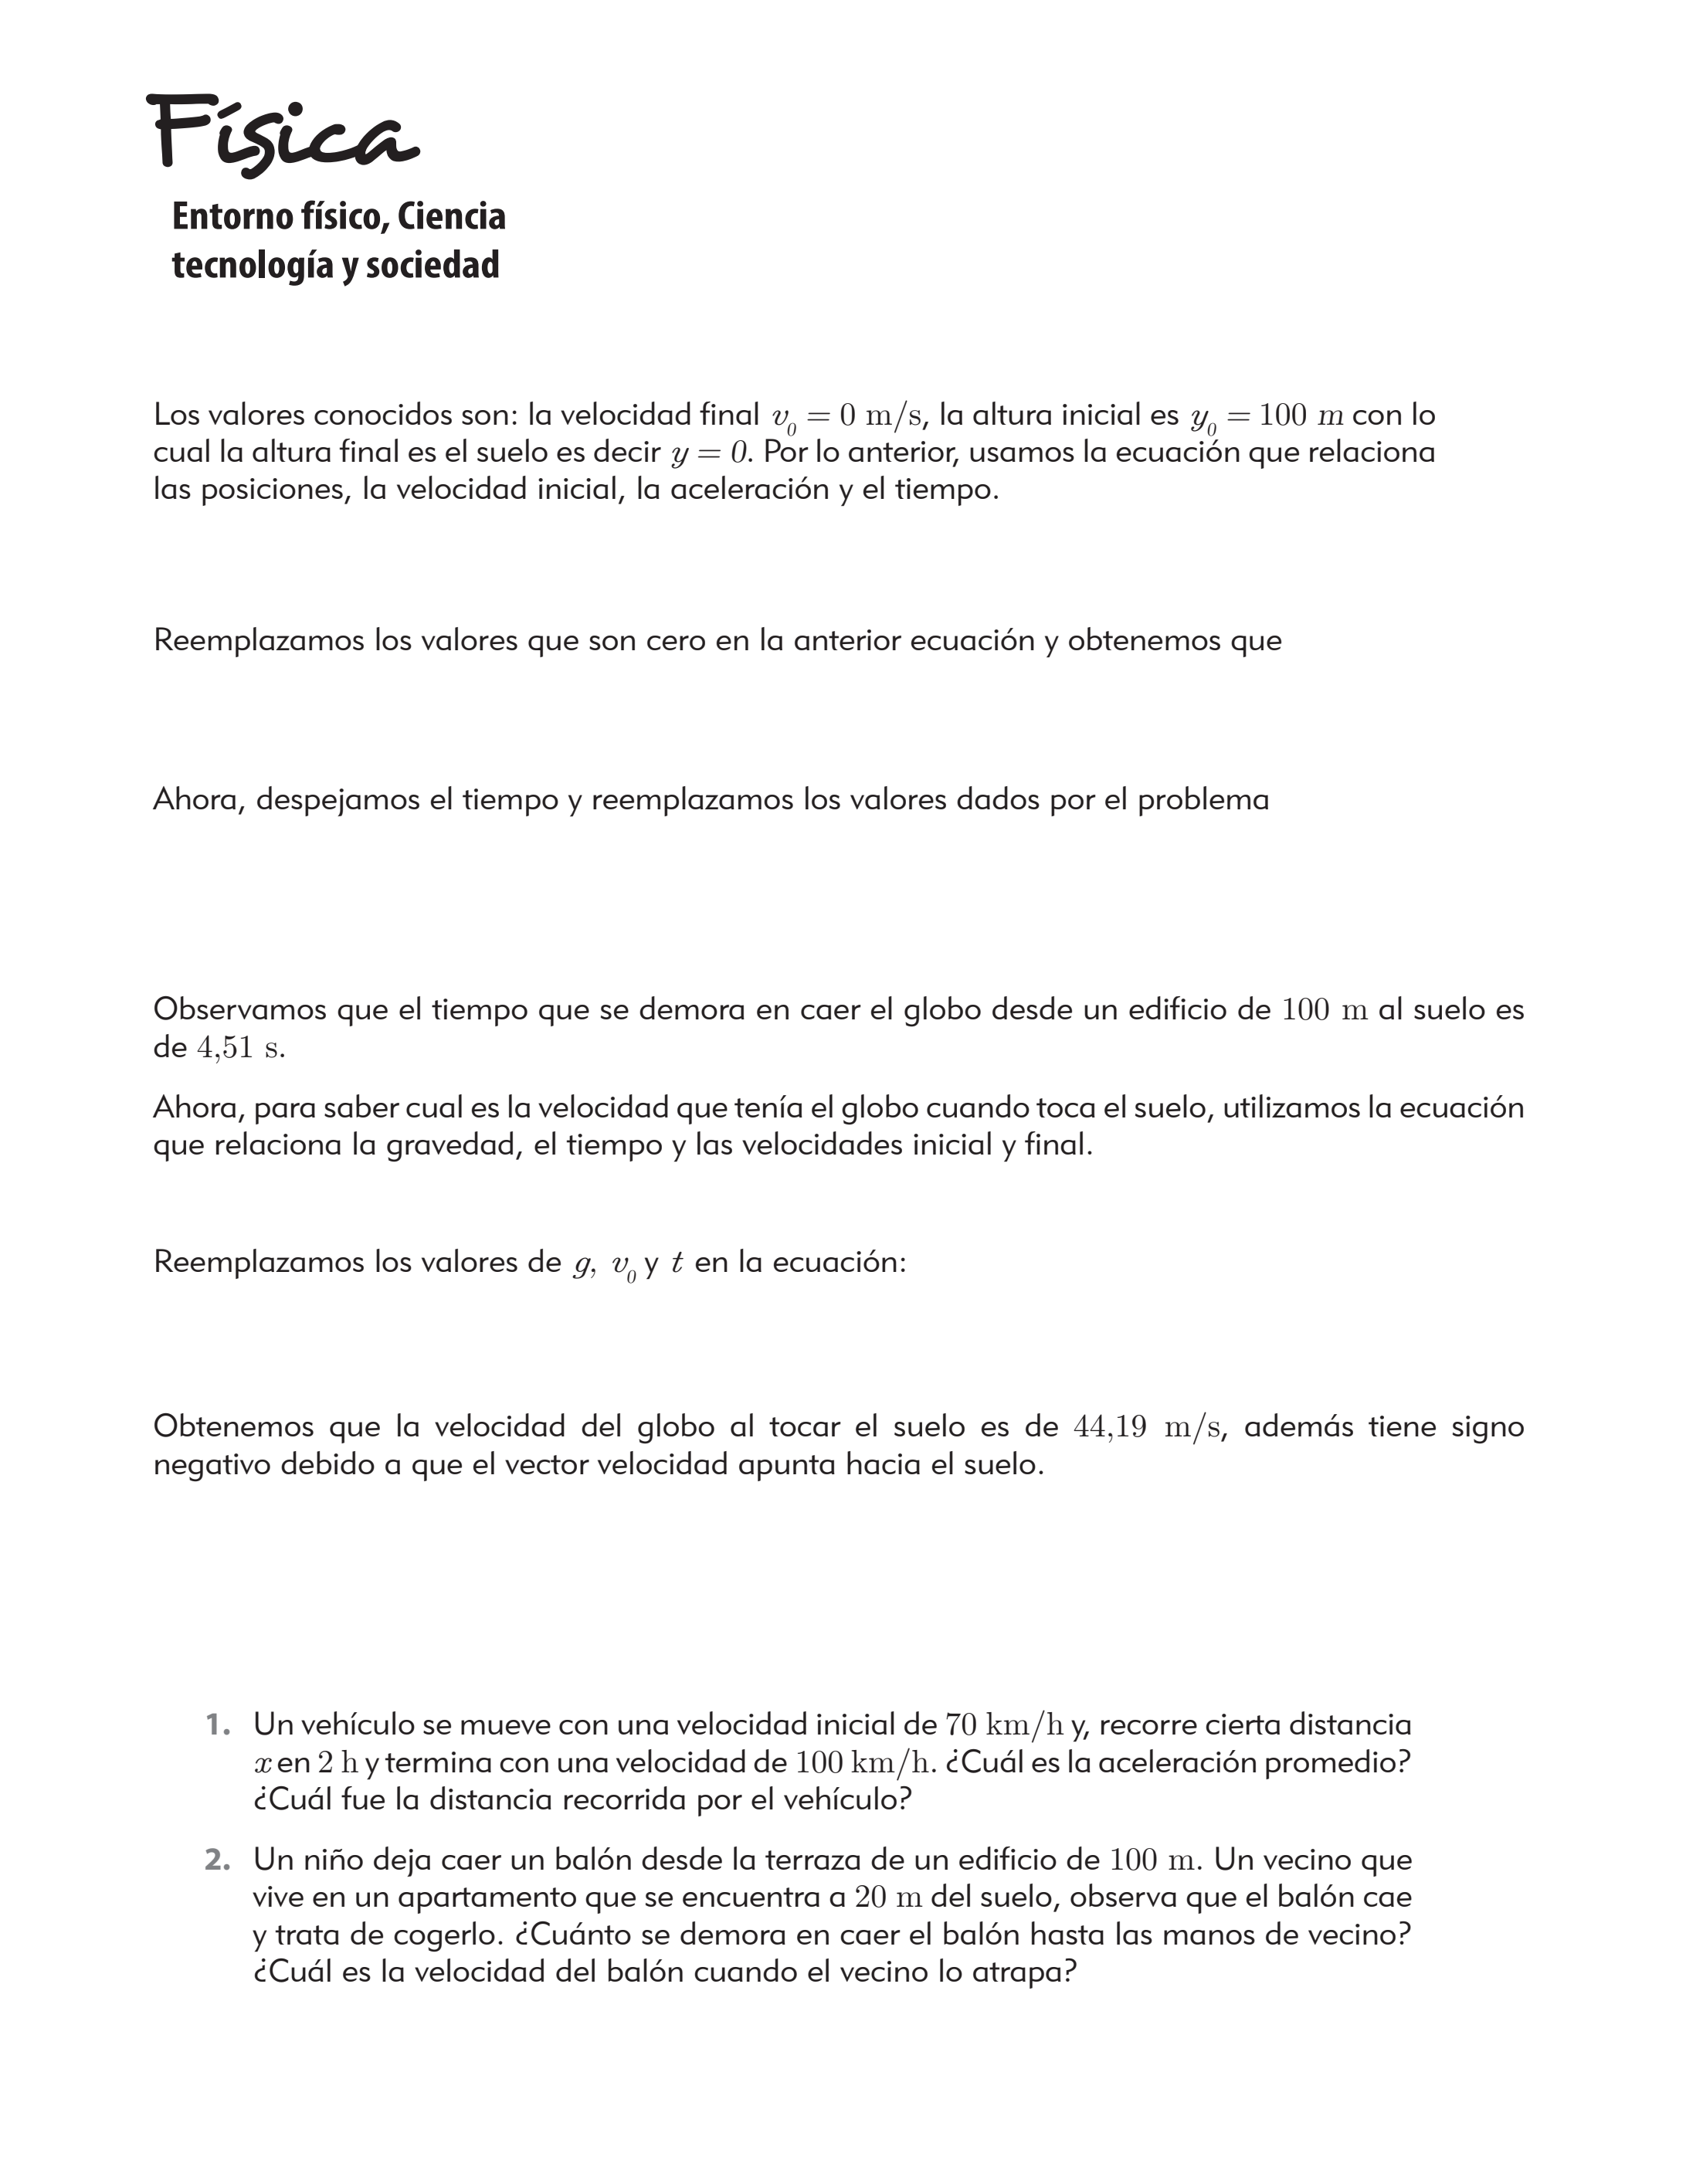 Física
Entorno físico, Ciencia
tecnología y sociedad
Los valores conocidos son: la velocidad final v₀ = 0 m/s, la altura inicial es y₀ = 100 m con lo
cual la altura final es el suelo es decir y = 0. Por lo anterior, usamos la ecuación que relaciona
las posiciones, la velocidad inicial, la aceleración y el tiempo.
Reemplazamos los valores que son cero en la anterior ecuación y obtenemos que
Ahora, despejamos el tiempo y reemplazamos los valores dados por el problema
Observamos que el tiempo que se demora en caer el globo desde un edificio de 100 m al suelo es
de 4,51 s.
Ahora, para saber cual es la velocidad que tenía el globo cuando toca el suelo, utilizamos la ecuación
que relaciona la gravedad, el tiempo y las velocidades inicial y final.
Reemplazamos los valores de g, v₀ y t en la ecuación:
Obtenemos que la velocidad del globo al tocar el suelo es de 44,19 m/s, además tiene signo
negativo debido a que el vector velocidad apunta hacia el suelo.
1. Un vehículo se mueve con una velocidad inicial de 70 km/h y, recorre cierta distancia
x en 2 h y termina con una velocidad de 100 km/h. ¿Cuál es la aceleración promedio?
¿Cuál fue la distancia recorrida por el vehículo?
2. Un niño deja caer un balón desde la terraza de un edificio de 100 m. Un vecino que
vive en un apartamento que se encuentra a 20 m del suelo, observa que el balón cae
y trata de cogerlo. ¿Cuánto se demora en caer el balón hasta las manos de vecino?
¿Cuál es la velocidad del balón cuando el vecino lo atrapa?